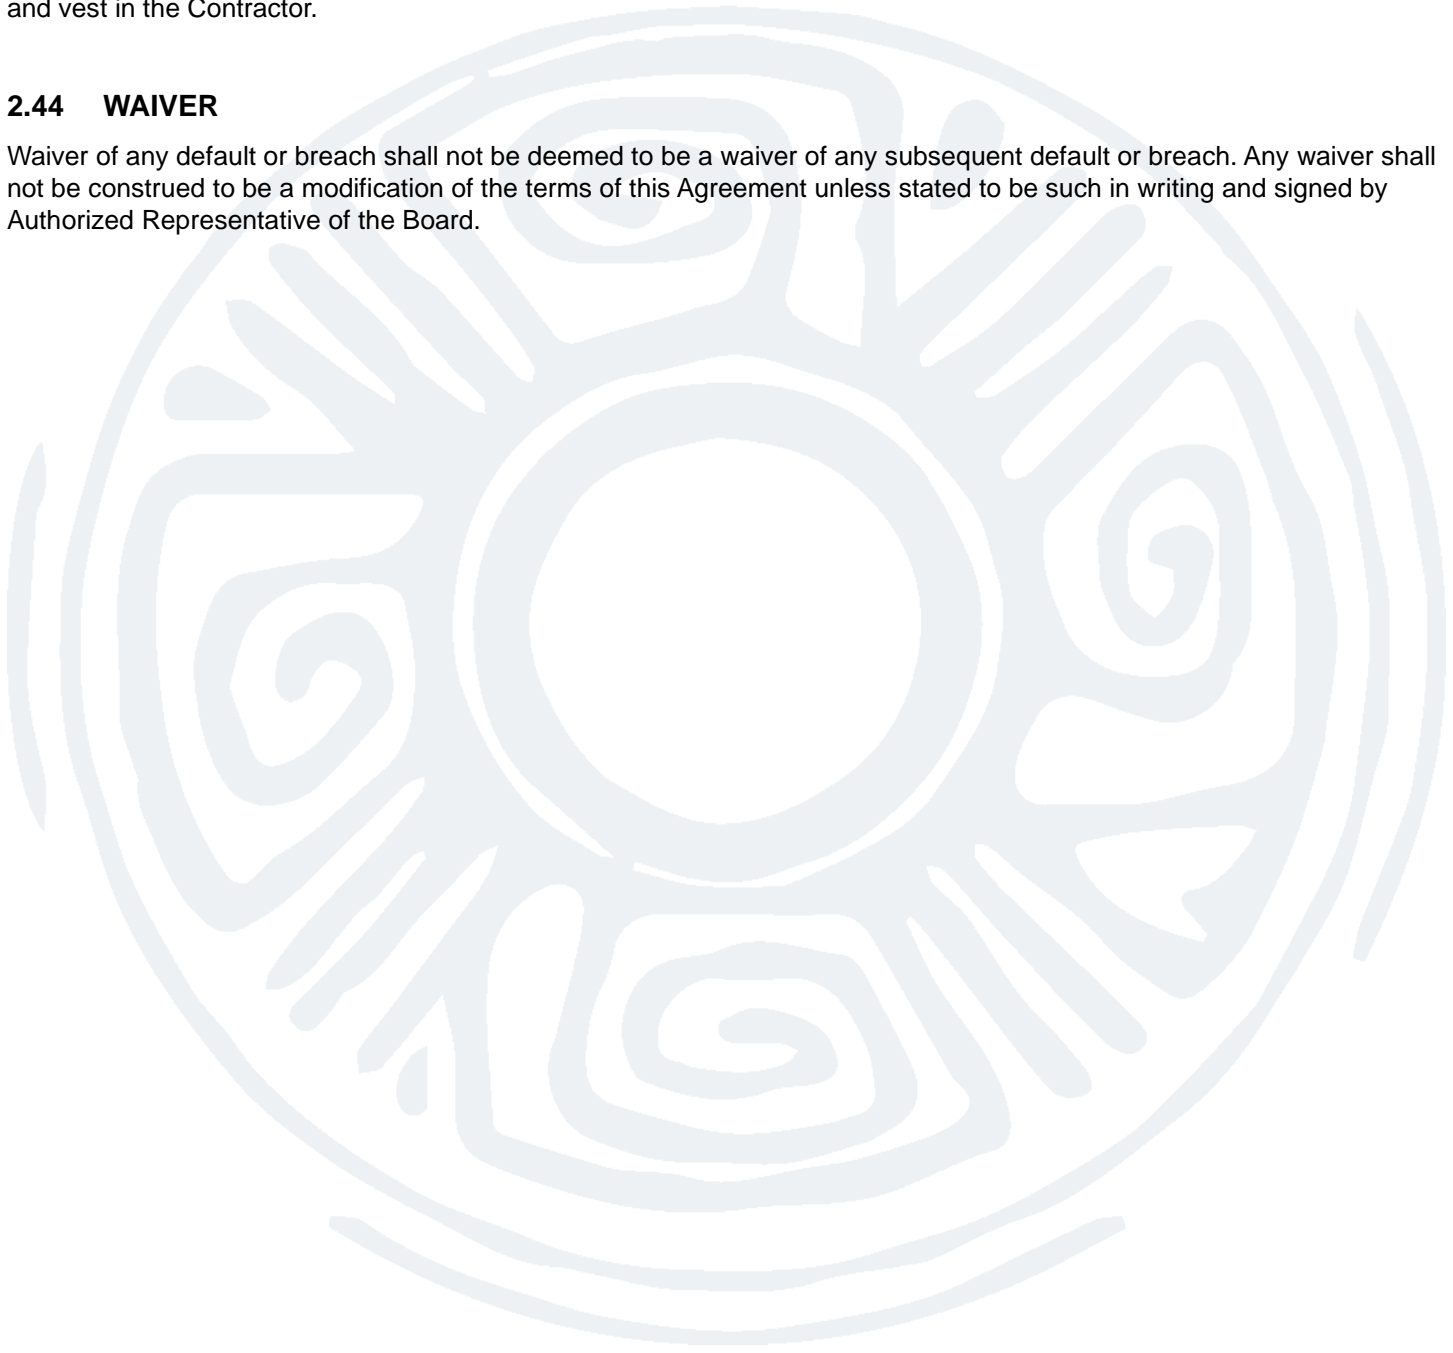 and vest in the Contractor.
2.44 WAIVER
Waiver of any default or breach shall not be deemed to be a waiver of any subsequent default or breach. Any waiver shall
not be construed to be a modification of the terms of this Agreement unless stated to be such in writing and signed by
Authorized Representative of the Board.